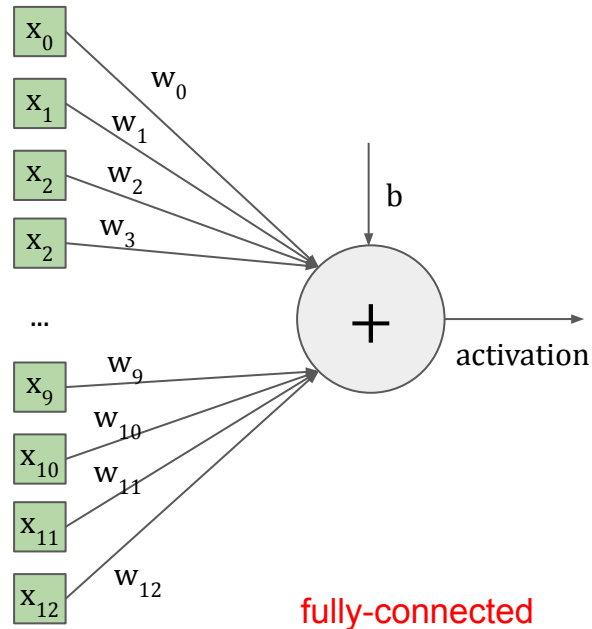 x₀
w₀
x₁
w₁
x₂
w₂
b
x₂
w₃
...
+
activation
x₉
w₉
x₁₀
w₁₀
x₁₁
w₁₁
x₁₂
w₁₂
fully-connected